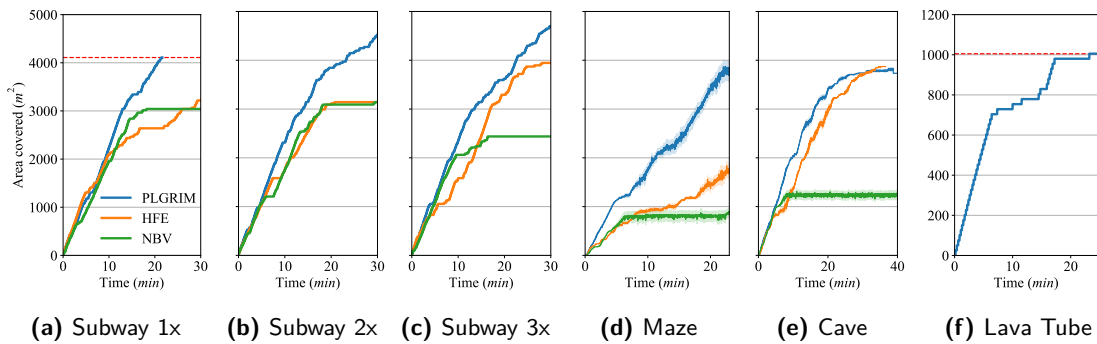 Area covered (m²)
5000
4000
3000
2000
1000
0
PLGRIM
HFE
NBV
0 10 20 30
Time (min)
(a) Subway 1x
0 10 20 30
Time (min)
(b) Subway 2x
0 10 20 30
Time (min)
(c) Subway 3x
0 10 20
Time (min)
(d) Maze
0 10 20 30 40
Time (min)
(e) Cave
1200
1000
800
600
400
200
0
0 10 20
Time (min)
(f) Lava Tube